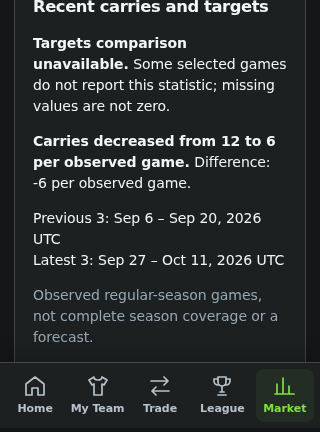 Recent carries and targets
Targets comparison
unavailable. Some selected games
do not report this statistic; missing
values are not zero.
Carries decreased from 12 to 6
per observed game. Difference:
-6 per observed game.
Previous 3: Sep 6 – Sep 20, 2026
UTC
Latest 3: Sep 27 – Oct 11, 2026 UTC
Observed regular-season games,
not complete season coverage or a
forecast.
Home My Team Trade League Market